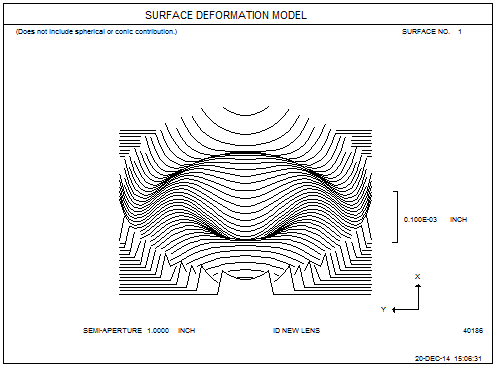 SURFACE DEFORMATION MODEL
(Does not include spherical or conic contribution.) SURFACE NO. 1
0.100E-03 INCH
X
Y
SEMI-APERTURE 1.0000 INCH ID NEW LENS 40186
20-DEC-14 15:06:31